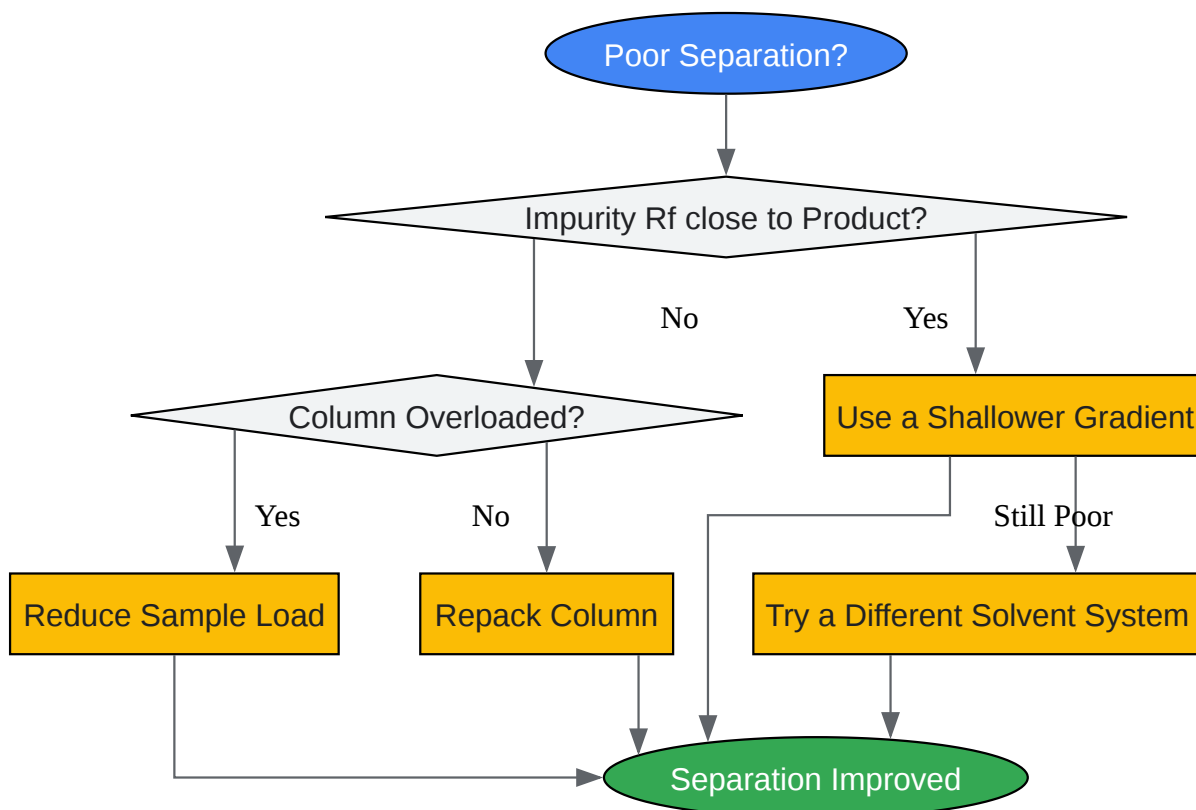 Poor Separation?
Impurity Rf close to Product?
No
Yes
Column Overloaded?
Use a Shallower Gradient
Yes
No
Still Poor
Reduce Sample Load
Repack Column
Try a Different Solvent System
Separation Improved